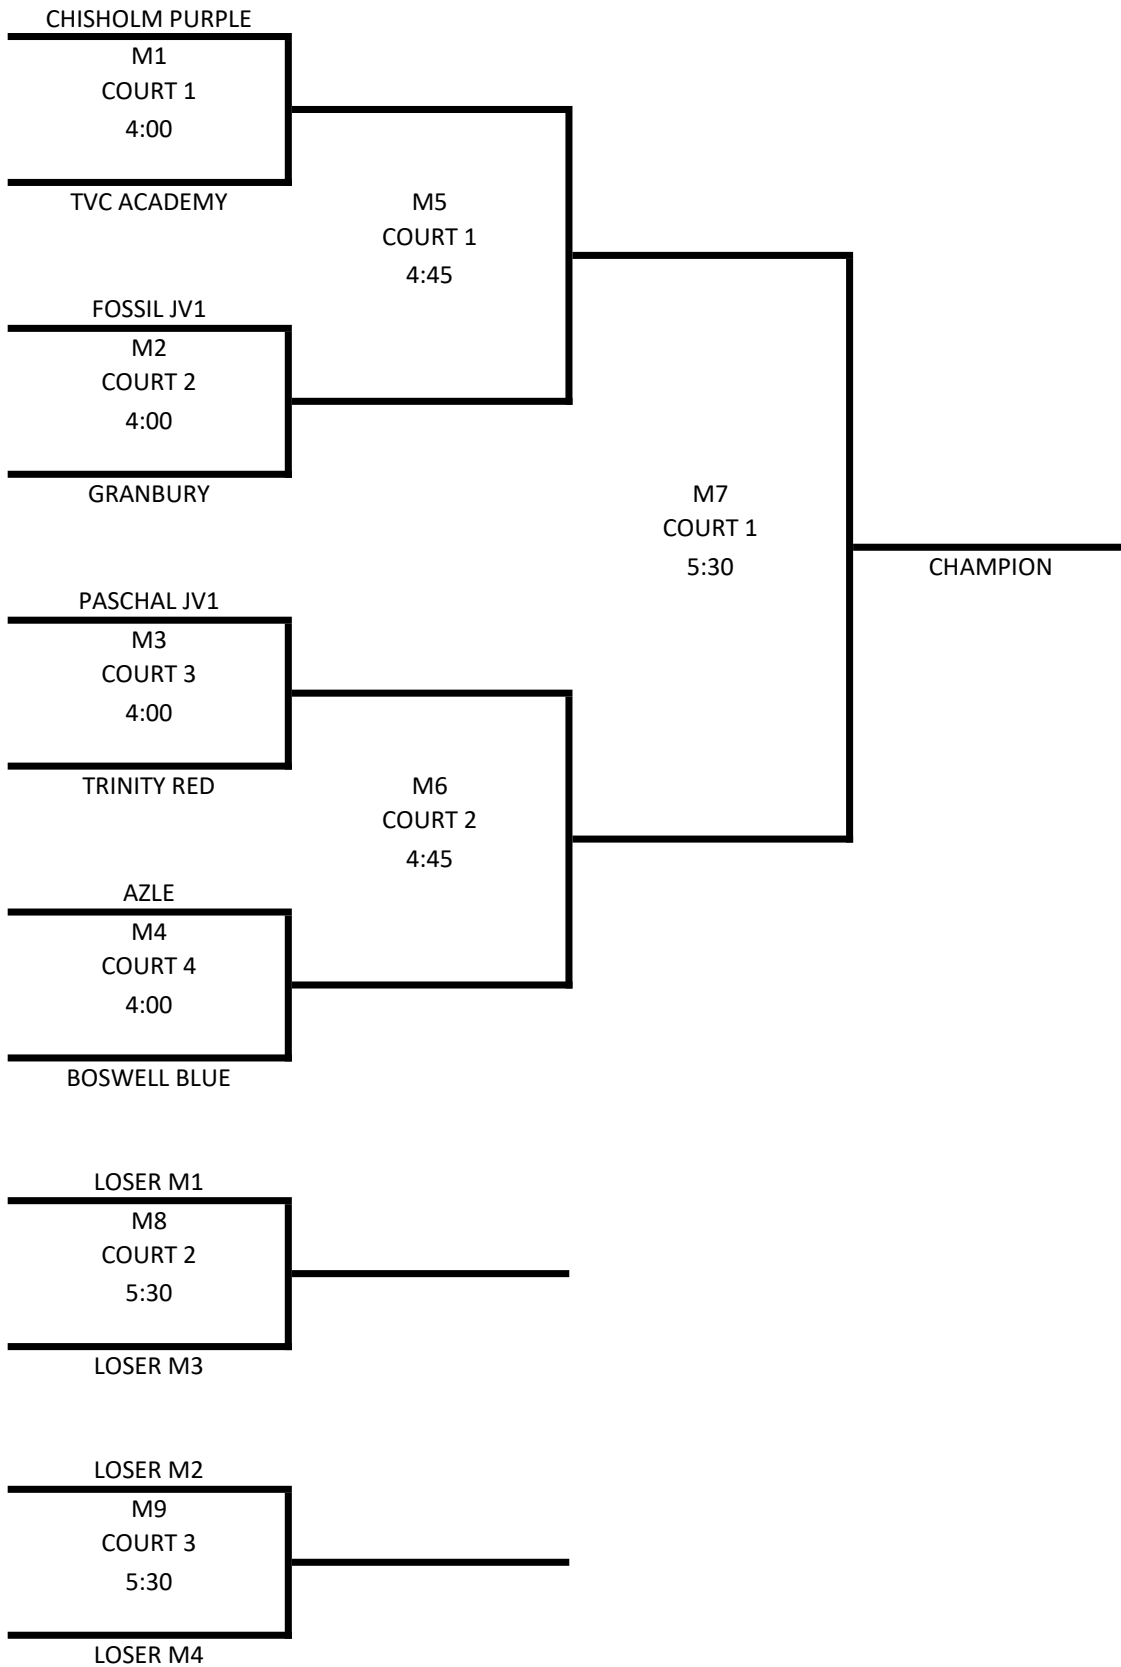 CHISHOLM PURPLE
M1
COURT 1
4:00
TVC ACADEMY
M5
COURT 1
4:45
FOSSIL JV1
M2
COURT 2
4:00
GRANBURY
M7
COURT 1
5:30
CHAMPION
PASCHAL JV1
M3
COURT 3
4:00
TRINITY RED
M6
COURT 2
4:45
AZLE
M4
COURT 4
4:00
BOSWELL BLUE
LOSER M1
M8
COURT 2
5:30
LOSER M3
LOSER M2
M9
COURT 3
5:30
LOSER M4